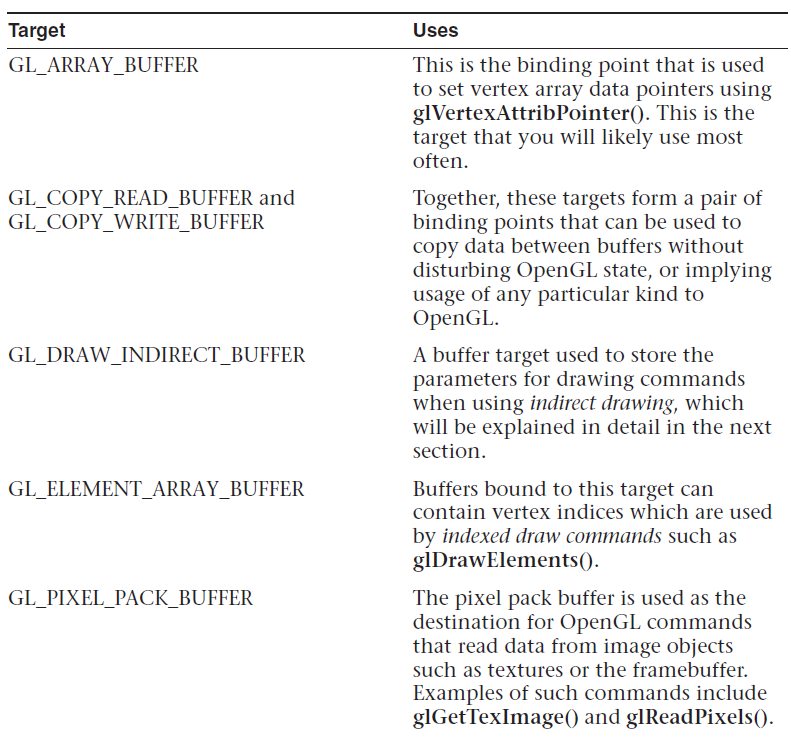 Target Uses
GL_ARRAY_BUFFER This is the binding point that is used
to set vertex array data pointers using
glVertexAttribPointer(). This is the
target that you will likely use most
often.
GL_COPY_READ_BUFFER and Together, these targets form a pair of
GL_COPY_WRITE_BUFFER binding points that can be used to
copy data between buffers without
disturbing OpenGL state, or implying
usage of any particular kind to
OpenGL.
GL_DRAW_INDIRECT_BUFFER A buffer target used to store the
parameters for drawing commands
when using indirect drawing, which
will be explained in detail in the next
section.
GL_ELEMENT_ARRAY_BUFFER Buffers bound to this target can
contain vertex indices which are used
by indexed draw commands such as
glDrawElements().
GL_PIXEL_PACK_BUFFER The pixel pack buffer is used as the
destination for OpenGL commands
that read data from image objects
such as textures or the framebuffer.
Examples of such commands include
glGetTexImage() and glReadPixels().